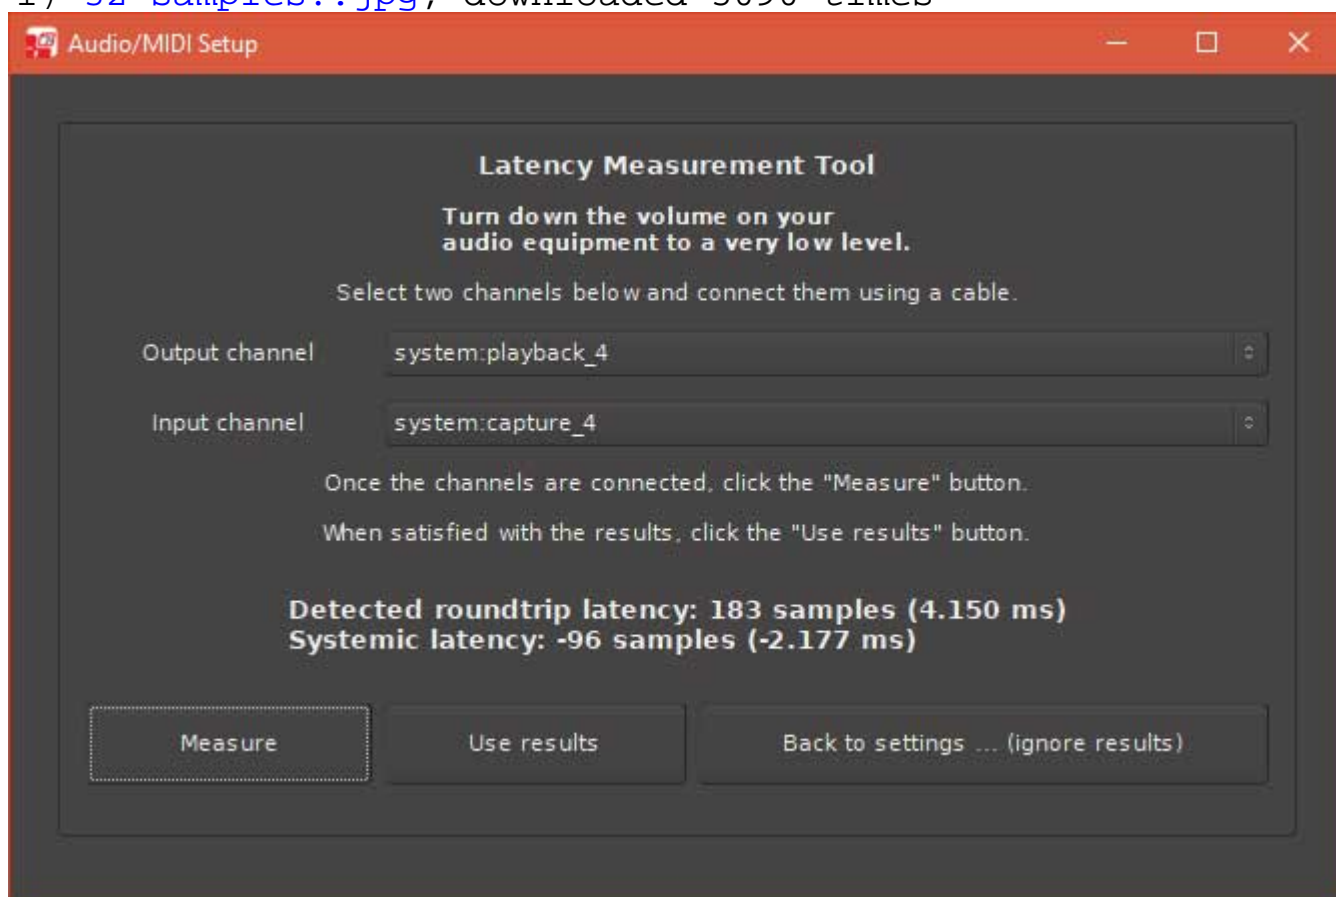 Audio/MIDI Setup
Latency Measurement Tool
Turn down the volume on your
audio equipment to a very low level.
Select two channels below and connect them using a cable.
Output channel system:playback_4
Input channel system:capture_4
Once the channels are connected, click the "Measure" button.
When satisfied with the results, click the "Use results" button.
Detected roundtrip latency: 183 samples (4.150 ms)
Systemic latency: -96 samples (-2.177 ms)
Measure Use results Back to settings ... (ignore results)